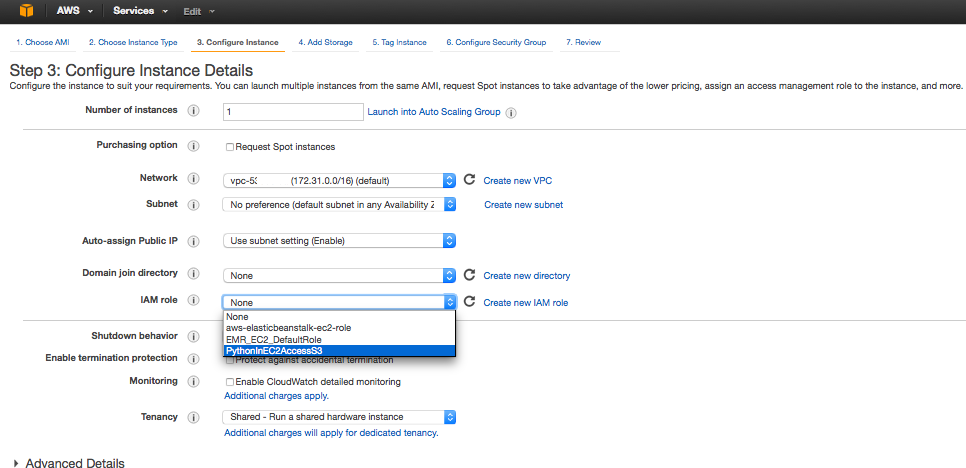 AWS Services Edit
1. Choose AMI 2. Choose Instance Type 3. Configure Instance 4. Add Storage 5. Tag Instance 6. Configure Security Group 7. Review
Step 3: Configure Instance Details
Configure the instance to suit your requirements. You can launch multiple instances from the same AMI, request Spot instances to take advantage of the lower pricing, assign an access management role to the instance, and more.
Number of instances 1 Launch into Auto Scaling Group
Purchasing option Request Spot instances
Network vpc-53 (172.31.0.0/16) (default) Create new VPC
Subnet No preference (default subnet in any Availability Z Create new subnet
Auto-assign Public IP Use subnet setting (Enable)
Domain join directory None Create new directory
IAM role None Create new IAM role
None
aws-elasticbeanstalk-ec2-role
Shutdown behavior
EMR_EC2_DefaultRole
PythonInEC2AccessS3
Enable termination protection Protect against accidental termination
Monitoring Enable CloudWatch detailed monitoring
Additional charges apply.
Tenancy Shared - Run a shared hardware instance
Additional charges will apply for dedicated tenancy.
Advanced Details